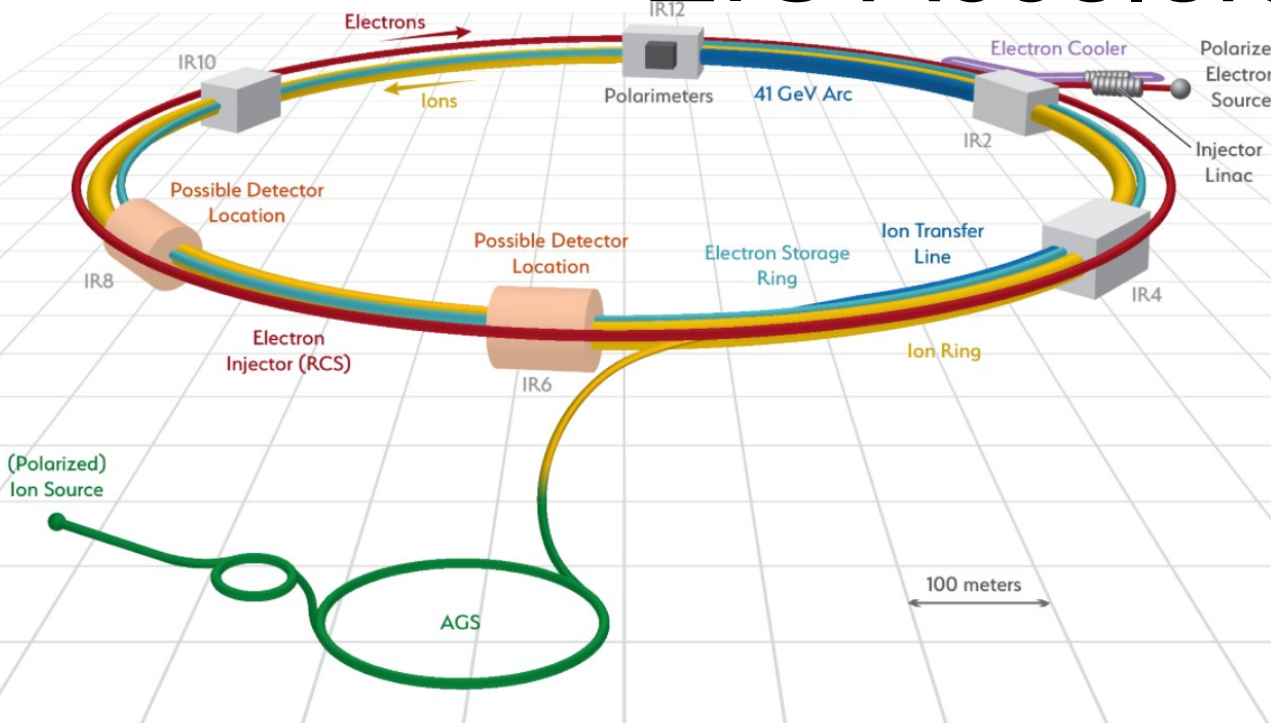 IR12
Electrons
IR10
Electron Cooler
Ions
Polarimeters
41 GeV Arc
Electron
Source
IR2
Injector
Linac
Possible Detector
Location
Possible Detector
Location
Electron Storage
Ring
Ion Transfer
Line
IR8
IR4
Electron
Injector (RCS)
Ion Ring
IR6
(Polarized)
Ion Source
100 meters
AGS